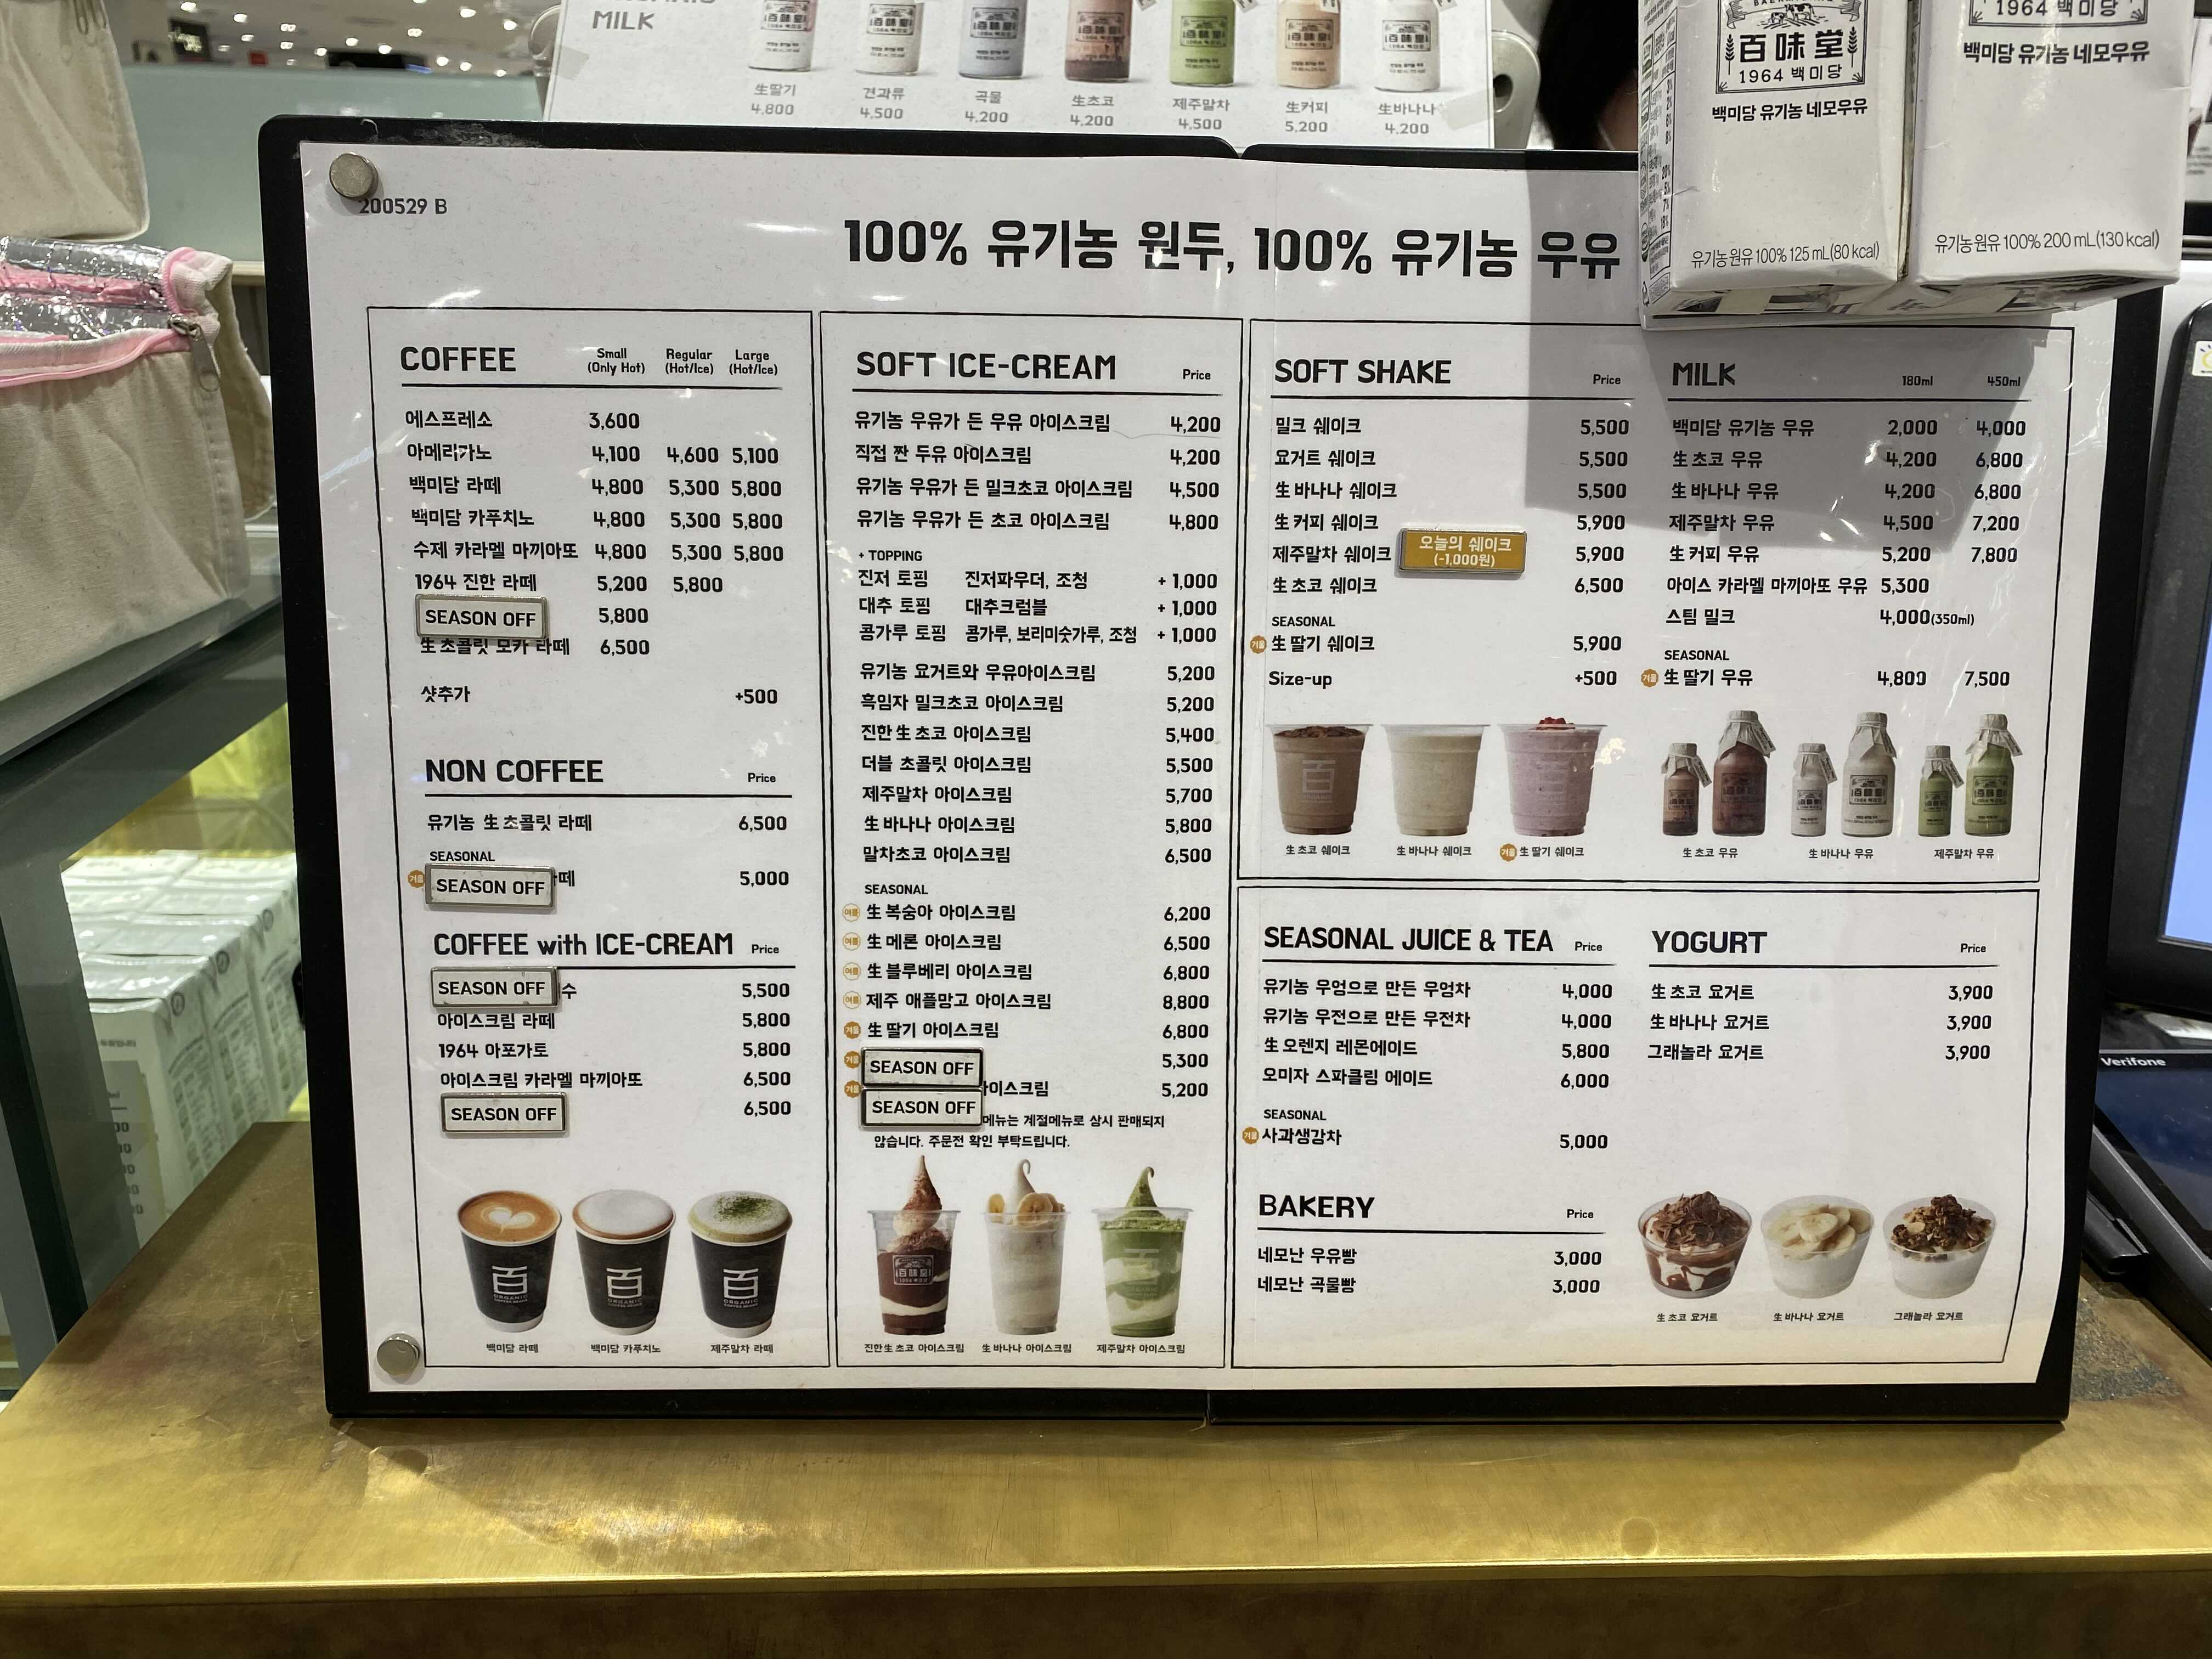 MILK
生딸기 견과류 곡물 生초코 제주말차 生커피 生바나나
4,800 4,500 4,200 4,200 4,500 5,200 4,200
百味堂
1964 백미당
백미당 유기농 네모우유
유기농원유 100% 125 mL (80 kcal)
1964 백미당
백미당 유기농 네모우유
유기농원유 100% 200 mL (130 kcal)
200529 B
100% 유기농 원두, 100% 유기농 우유
COFFEE Small (Only Hot) Regular (Hot/Ice) Large (Hot/Ice)
에스프레소 3,600
아메리카노 4,100 4,600 5,100
백미당 라떼 4,800 5,300 5,800
백미당 카푸치노 4,800 5,300 5,800
수제 카라멜 마끼아또 4,800 5,300 5,800
1964 진한 라떼 5,200 5,800
SEASON OFF 5,800
生초콜릿 모카 라떼 6,500
샷추가 +500
NON COFFEE Price
유기농 生초콜릿 라떼 6,500
SEASONAL
겨울 SEASON OFF 떼 5,000
COFFEE with ICE-CREAM Price
SEASON OFF 수 5,500
아이스크림 라떼 5,800
1964 아포가토 5,800
아이스크림 카라멜 마끼아또 6,500
SEASON OFF 6,500
百 ORGANIC 百 ORGANIC 百 ORGANIC
백미당 라떼 백미당 카푸치노 제주말차 라떼
SOFT ICE-CREAM Price
유기농 우유가 든 우유 아이스크림 4,200
직접 짠 두유 아이스크림 4,200
유기농 우유가 든 밀크초코 아이스크림 4,500
유기농 우유가 든 초코 아이스크림 4,800
+ TOPPING
진저 토핑 진저파우더, 조청 + 1,000
대추 토핑 대추크럼블 + 1,000
콩가루 토핑 콩가루, 보리미숫가루, 조청 + 1,000
유기농 요거트와 우유아이스크림 5,200
흑임자 밀크초코 아이스크림 5,200
진한生초코 아이스크림 5,400
더블 초콜릿 아이스크림 5,500
제주말차 아이스크림 5,700
生바나나 아이스크림 5,800
말차초코 아이스크림 6,500
SEASONAL
여름 生복숭아 아이스크림 6,200
여름 生메론 아이스크림 6,500
여름 生블루베리 아이스크림 6,800
여름 제주 애플망고 아이스크림 8,800
겨울 生딸기 아이스크림 6,800
겨울 SEASON OFF 5,300
겨울 SEASON OFF 아이스크림 5,200
메뉴는 계절메뉴로 상시 판매되지
않습니다. 주문전 확인 부탁드립니다.
진한生초코 아이스크림 生바나나 아이스크림 제주말차 아이스크림
SOFT SHAKE Price
밀크 쉐이크 5,500
요거트 쉐이크 5,500
生바나나 쉐이크 5,500
生커피 쉐이크 5,900
제주말차 쉐이크 오늘의 쉐이크 (-1,000원) 5,900
生초코 쉐이크 6,500
SEASONAL
겨울 生딸기 쉐이크 5,900
Size-up +500
生초코 쉐이크 生바나나 쉐이크 겨울 生딸기 쉐이크
MILK 180ml 450ml
백미당 유기농 우유 2,000 4,000
生초코 우유 4,200 6,800
生바나나 우유 4,200 6,800
제주말차 우유 4,500 7,200
生커피 우유 5,200 7,800
아이스 카라멜 마끼아또 우유 5,300
스팀 밀크 4,000(350ml)
SEASONAL
겨울 生딸기 우유 4,800 7,500
生초코 우유 生바나나 우유 제주말차 우유
SEASONAL JUICE & TEA Price
유기농 우엉으로 만든 우엉차 4,000
유기농 우전으로 만든 우전차 4,000
生오렌지 레몬에이드 5,800
오미자 스파클링 에이드 6,000
SEASONAL
겨울 사과생강차 5,000
BAKERY Price
네모난 우유빵 3,000
네모난 곡물빵 3,000
YOGURT Price
生초코 요거트 3,900
生바나나 요거트 3,900
그래놀라 요거트 3,900
生초코 요거트 生바나나 요거트 그래놀라 요거트
Verifone